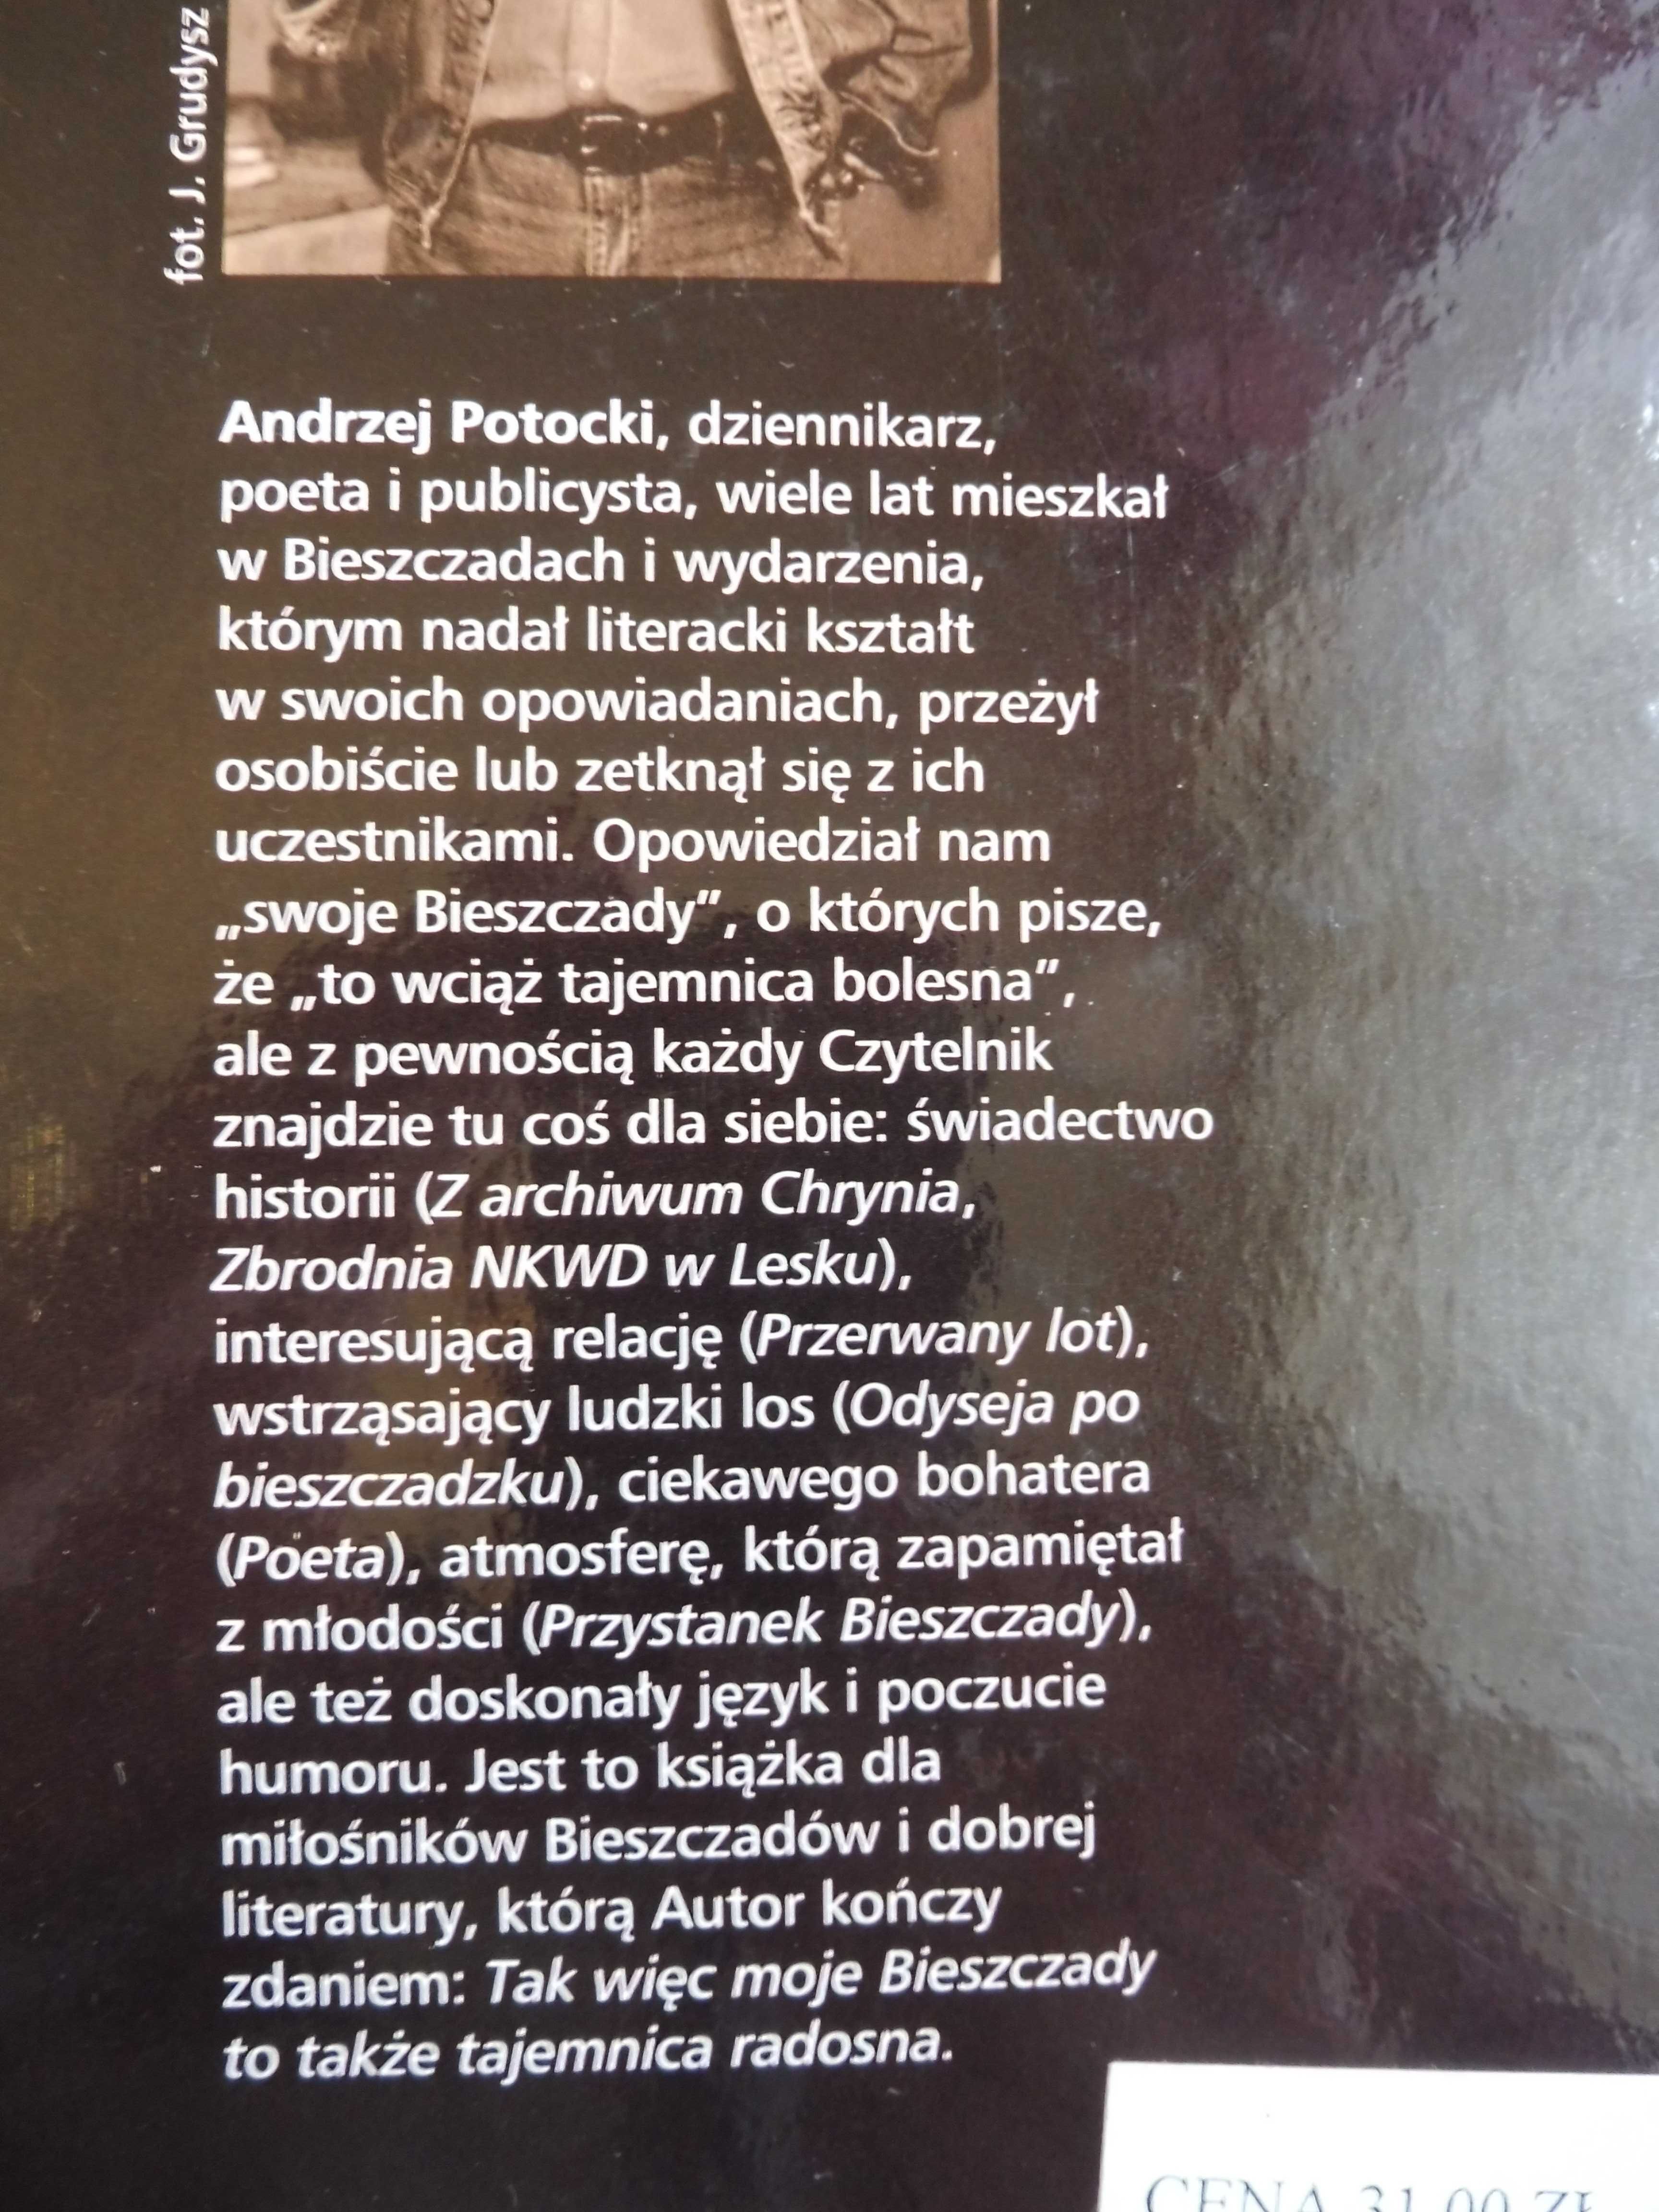 fot. J. Grudysz
Andrzej Potocki, dziennikarz,
poeta i publicysta, wiele lat mieszkał
w Bieszczadach i wydarzenia,
którym nadał literacki kształt
w swoich opowiadaniach, przeżył
osobiście lub zetknął się z ich
uczestnikami. Opowiedział nam
„swoje Bieszczady”, o których pisze,
że „to wciąż tajemnica bolesna”,
ale z pewnością każdy Czytelnik
znajdzie tu coś dla siebie: świadectwo
historii (Z archiwum Chrynia,
Zbrodnia NKWD w Lesku),
interesującą relację (Przerwany lot),
wstrząsający ludzki los (Odyseja po
bieszczadzku), ciekawego bohatera
(Poeta), atmosferę, którą zapamiętał
z młodości (Przystanek Bieszczady),
ale też doskonały język i poczucie
humoru. Jest to książka dla
miłośników Bieszczadów i dobrej
literatury, którą Autor kończy
zdaniem: Tak więc moje Bieszczady
to także tajemnica radosna.
CENA 31,00 ZŁ